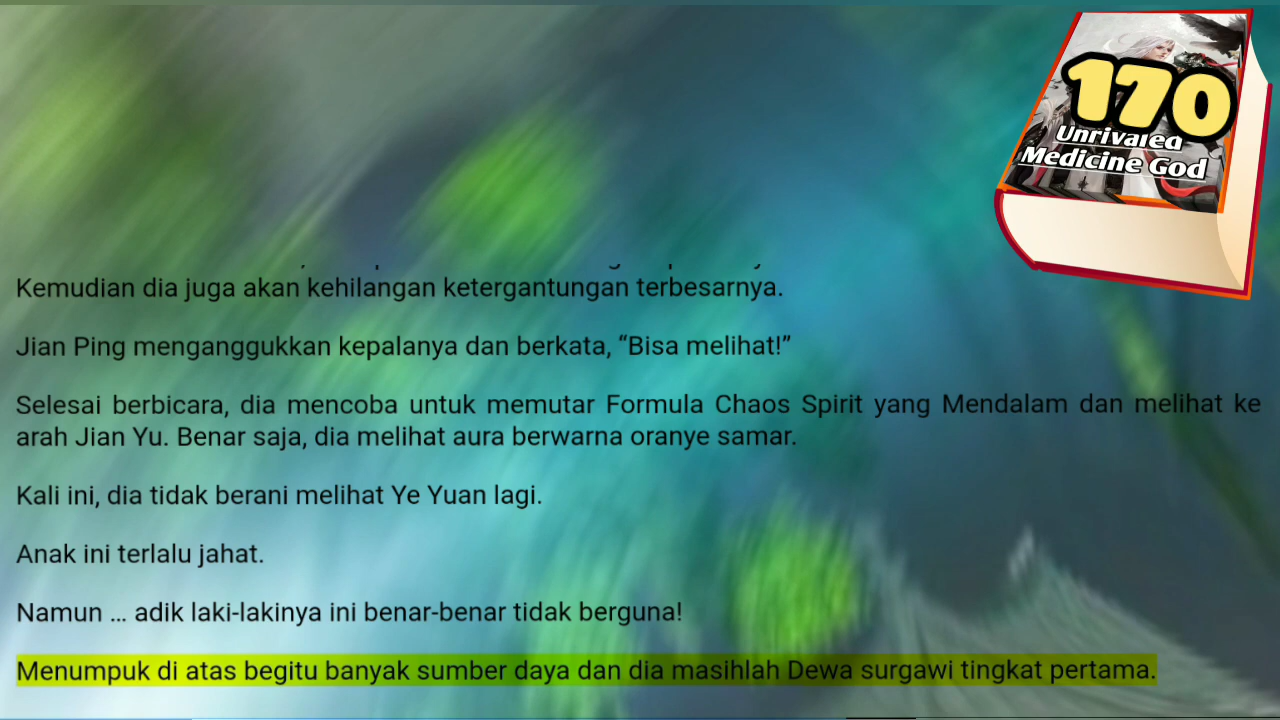 170
Unrivaled
Medicine God
Kemudian dia juga akan kehilangan ketergantungan terbesarnya.
Jian Ping menganggukkan kepalanya dan berkata, “Bisa melihat!”
Selesai berbicara, dia mencoba untuk memutar Formula Chaos Spirit yang Mendalam dan melihat ke
arah Jian Yu. Benar saja, dia melihat aura berwarna oranye samar.
Kali ini, dia tidak berani melihat Ye Yuan lagi.
Anak ini terlalu jahat.
Namun ... adik laki-lakinya ini benar-benar tidak berguna!
Menumpuk di atas begitu banyak sumber daya dan dia masihlah Dewa surgawi tingkat pertama.